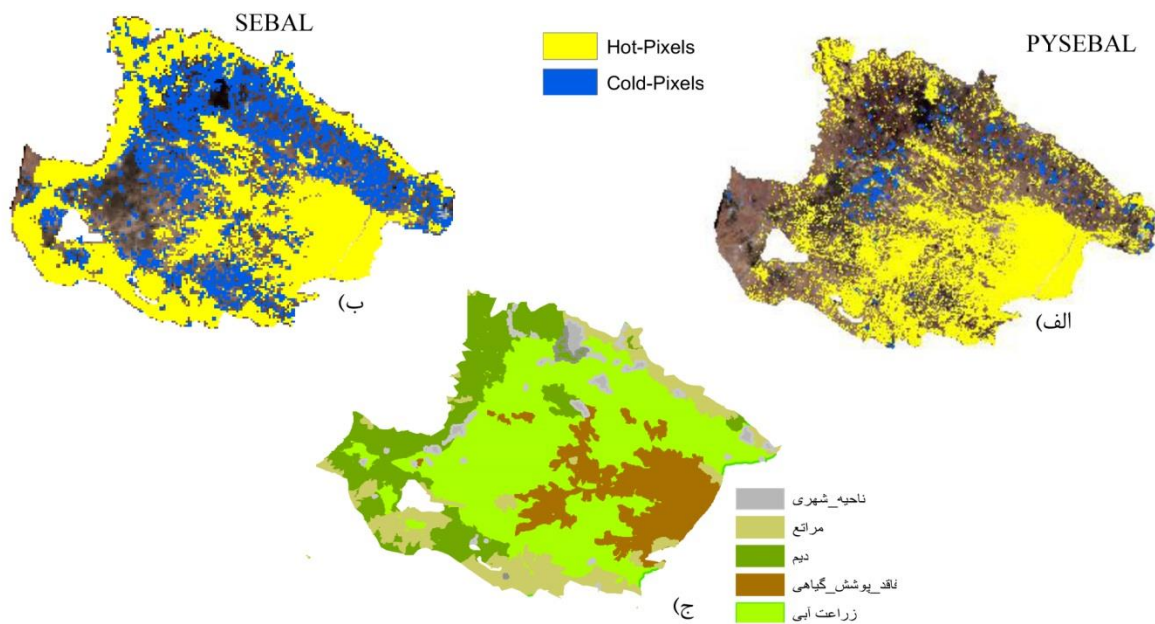 SEBAL
Hot-Pixels
Cold-Pixels
PYSEBAL
ب)
الف)
ج)
ناحیه_شهری
مراتع
دیم
فاقد_پوشش_گیاهی
زراعت آبی